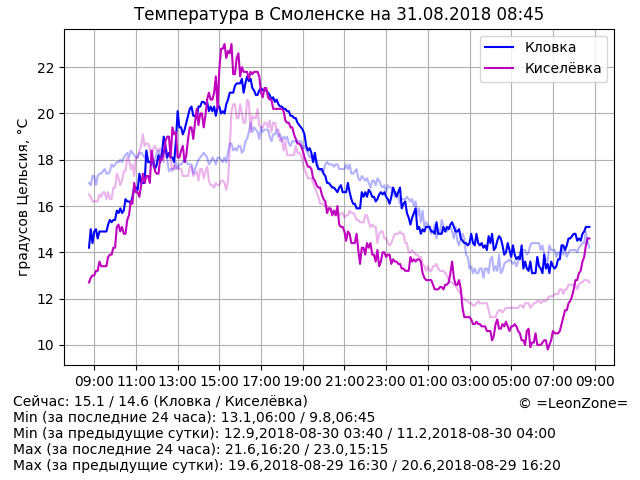 Температура в Смоленске на 31.08.2018 08:45
Кловка
Киселёвка
градусов Цельсия, °C
22
20
18
16
14
12
10
09:00 11:00 13:00 15:00 17:00 19:00 21:00 23:00 01:00 03:00 05:00 07:00 09:00
Сейчас: 15.1 / 14.6 (Кловка / Киселёвка)
© =LeonZone=
Min (за последние 24 часа): 13.1,06:00 / 9.8,06:45
Min (за предыдущие сутки): 12.9,2018-08-30 03:40 / 11.2,2018-08-30 04:00
Max (за последние 24 часа): 21.6,16:20 / 23.0,15:15
Max (за предыдущие сутки): 19.6,2018-08-29 16:30 / 20.6,2018-08-29 16:20